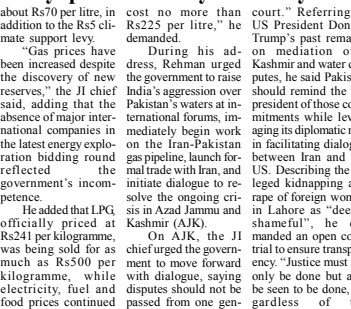 about Rs70 per litre, in
addition to the Rs5 cli-
mate support levy.
"Gas prices have
been increased despite
the discovery of new
reserves," the JI chief
said, adding that the
absence of major inter-
national companies in
the latest energy explo-
ration bidding round
reflected the
government's incom-
petence.
He added that LPG,
officially priced at
Rs241 per kilogramme,
was being sold for as
much as Rs500 per
kilogramme, while
electricity, fuel and
food prices continued
cost no more than
Rs225 per litre," he
demanded.
During his ad-
dress, Rehman urged
the government to raise
India's aggression over
Pakistan's waters at in-
ternational forums, im-
mediately begin work
on the Iran-Pakistan
gas pipeline, launch for-
mal trade with Iran, and
initiate dialogue to re-
solve the ongoing cri-
sis in Azad Jammu and
Kashmir (AJK).
On AJK, the JI
chief urged the govern-
ment to move forward
with dialogue, saying
disputes should not be
passed from one gen-
court." Referring
US President Don
Trump's past rema
on mediation o
Kashmir and water d
putes, he said Pakis
should remind the
president of those co
mitments while lev
aging its diplomatic r
in facilitating dialog
between Iran and
US. Describing the
leged kidnapping a
rape of foreign wom
in Lahore as "dee
shameful", he d
manded an open co
trial to ensure transp
ency. "Justice must
only be done but a
be seen to be done,
gardless of t